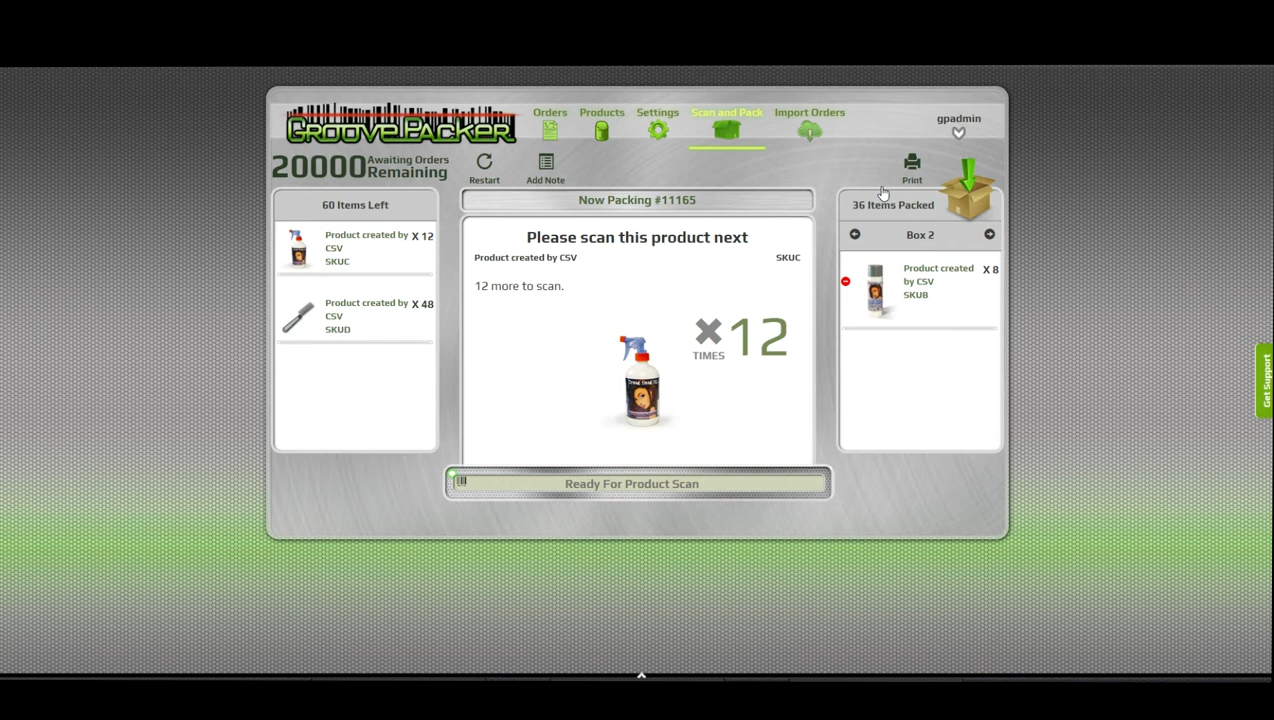 GROOVEPACKER
Orders
Products
Settings
Scan and Pack
Import Orders
gpadmin
20000 Awaiting Orders
Remaining
Restart
Add Note
Print
60 Items Left
Product created by X 12
CSV
SKUC
Product created by X 48
CSV
SKUD
Now Packing #11165
Please scan this product next
Product created by CSV SKUC
12 more to scan.
TIMES 12
Ready For Product Scan
36 Items Packed
Box 2
Product created X 8
by CSV
SKUB
Get Support